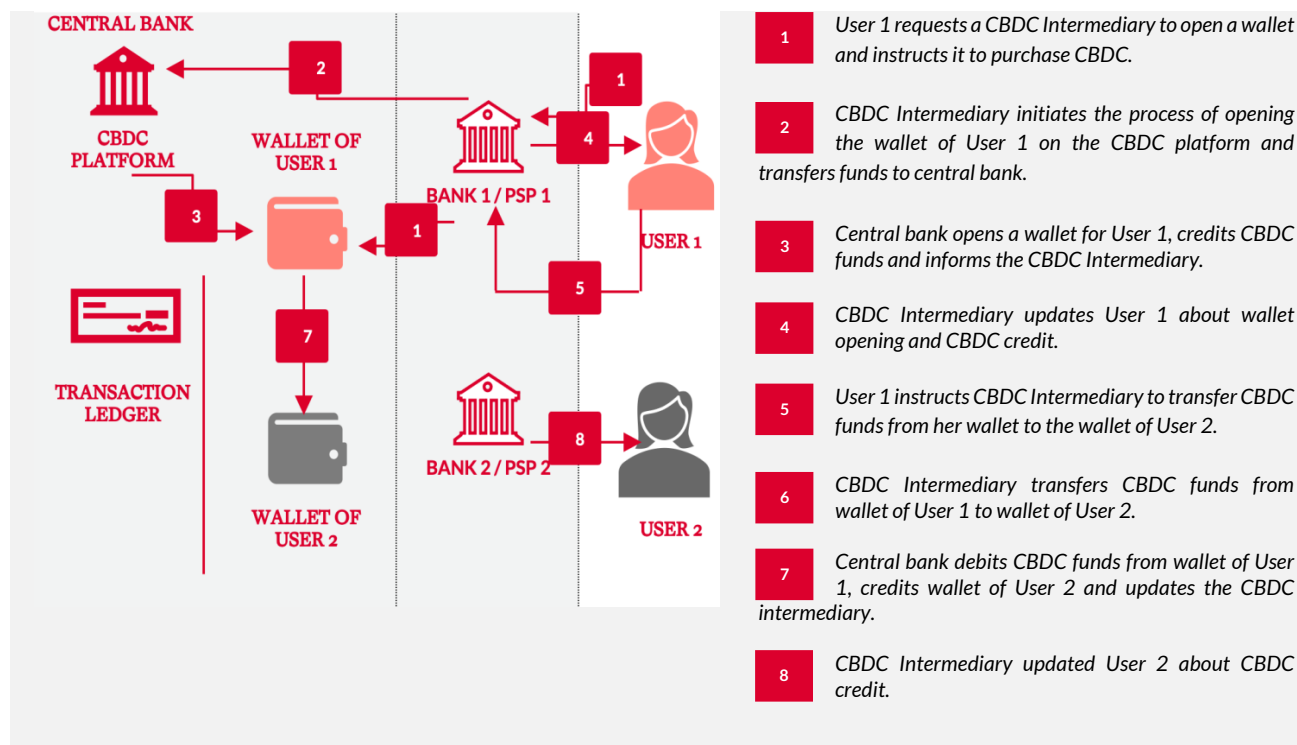 CENTRAL BANK
2
1
4
CBDC
PLATFORM
WALLET OF
USER 1
BANK 1 / PSP 1
3
1
USER 1
5
7
TRANSACTION
LEDGER
8
BANK 2 / PSP 2
WALLET OF
USER 2
USER 2
1
User 1 requests a CBDC Intermediary to open a wallet
and instructs it to purchase CBDC.
2
CBDC Intermediary initiates the process of opening
the wallet of User 1 on the CBDC platform and
transfers funds to central bank.
3
Central bank opens a wallet for User 1, credits CBDC
funds and informs the CBDC Intermediary.
4
CBDC Intermediary updates User 1 about wallet
opening and CBDC credit.
5
User 1 instructs CBDC Intermediary to transfer CBDC
funds from her wallet to the wallet of User 2.
6
CBDC Intermediary transfers CBDC funds from
wallet of User 1 to wallet of User 2.
7
Central bank debits CBDC funds from wallet of User
1, credits wallet of User 2 and updates the CBDC
intermediary.
8
CBDC Intermediary updated User 2 about CBDC
credit.